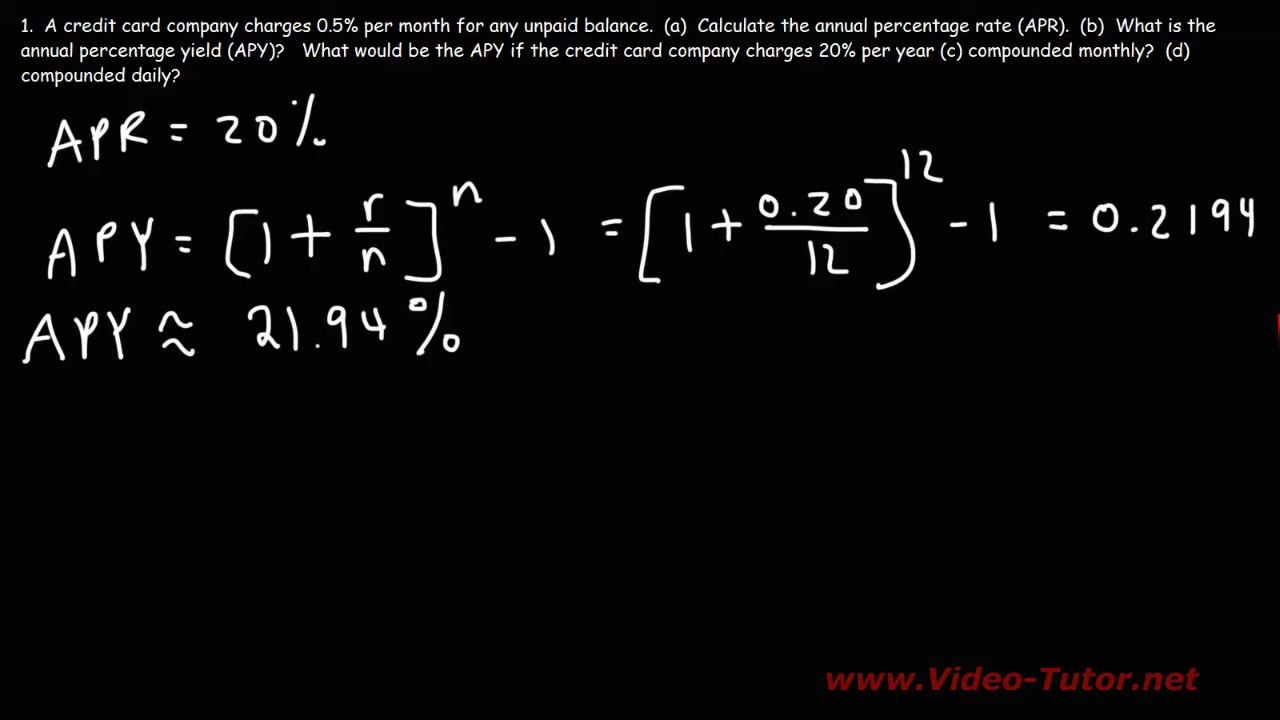 1. A credit card company charges 0.5% per month for any unpaid balance. (a) Calculate the annual percentage rate (APR). (b) What is the
annual percentage yield (APY)? What would be the APY if the credit card company charges 20% per year (c) compounded monthly? (d)
compounded daily?
APR = 20%
APY = [1 + r/n]^n - 1 = [1 + 0.20/12]^12 - 1 = 0.2194
APY ≈ 21.94%
www.Video-Tutor.net